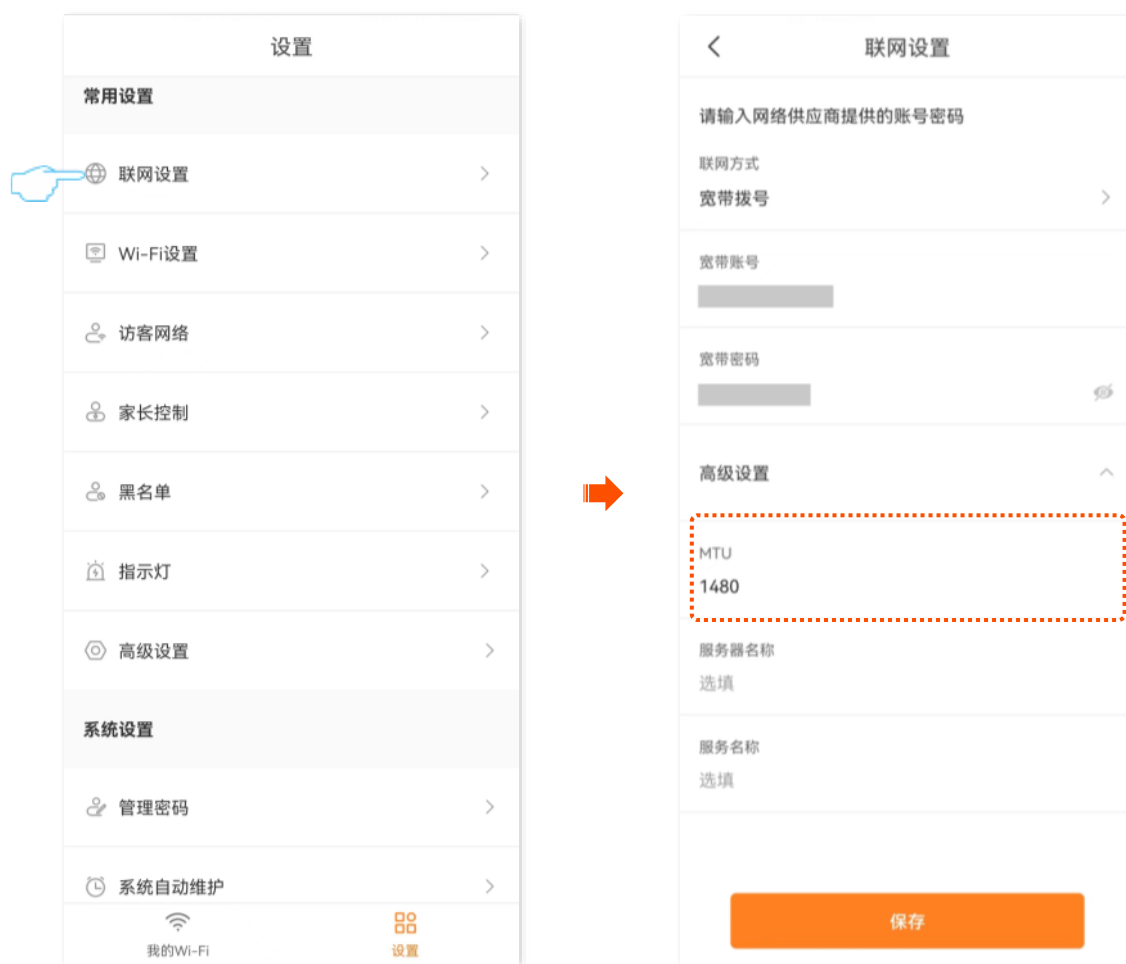 设置
常用设置
联网设置
Wi-Fi设置
访客网络
家长控制
黑名单
指示灯
高级设置
系统设置
管理密码
系统自动维护
我的Wi-Fi
设置
联网设置
请输入网络供应商提供的账号密码
联网方式
宽带拨号
宽带账号
宽带密码
高级设置
MTU
1480
服务器名称
选填
服务名称
选填
保存